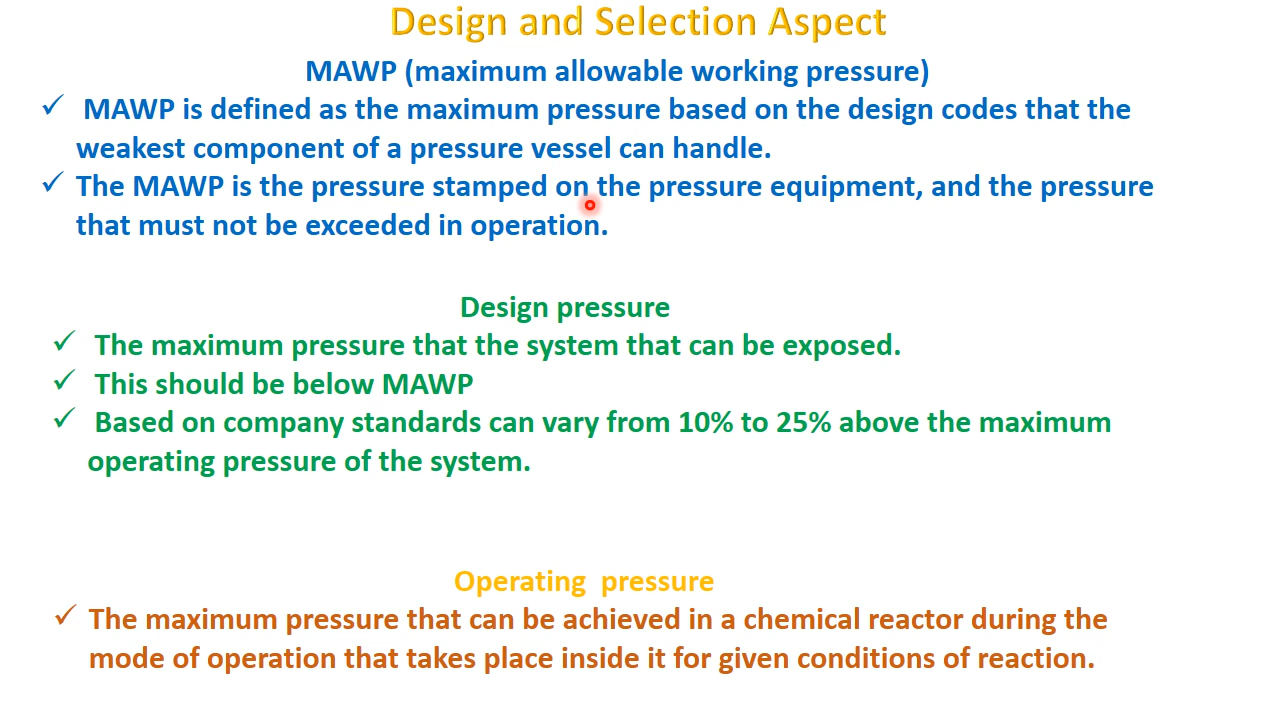 Design and Selection Aspect
MAWP (maximum allowable working pressure)
✓ MAWP is defined as the maximum pressure based on the design codes that the
weakest component of a pressure vessel can handle.
✓ The MAWP is the pressure stamped on the pressure equipment, and the pressure
that must not be exceeded in operation.
Design pressure
✓ The maximum pressure that the system that can be exposed.
✓ This should be below MAWP
✓ Based on company standards can vary from 10% to 25% above the maximum
operating pressure of the system.
Operating pressure
✓ The maximum pressure that can be achieved in a chemical reactor during the
mode of operation that takes place inside it for given conditions of reaction.